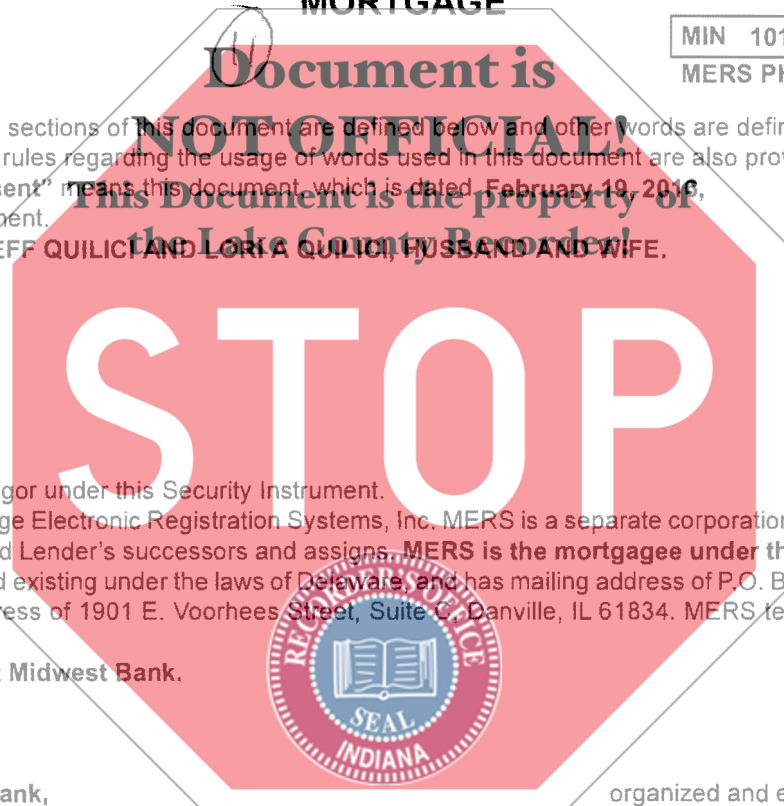 MORTGAGE
MIN 101
Document is
MERS PH
sections of this document are defined below and other words are defin
NOT OFFICIAL!
rules regarding the usage of words used in this document are also prov
ent" means this document, which is dated February 19, 2016,
This Document is the property of
ment.
EFF QUILICI AND LORI A QUILICI, HUSBAND AND WIFE.
the Lake County Recorder!
STOP
gor under this Security Instrument.
ge Electronic Registration Systems, Inc. MERS is a separate corporation
d Lender's successors and assigns. MERS is the mortgagee under th
d existing under the laws of Delaware, and has mailing address of P.O. B
ress of 1901 E. Voorhees Street, Suite C, Danville, IL 61834. MERS te
Midwest Bank.
RECORDER'S OFFICE
SEAL
INDIANA
ank,
organized and e